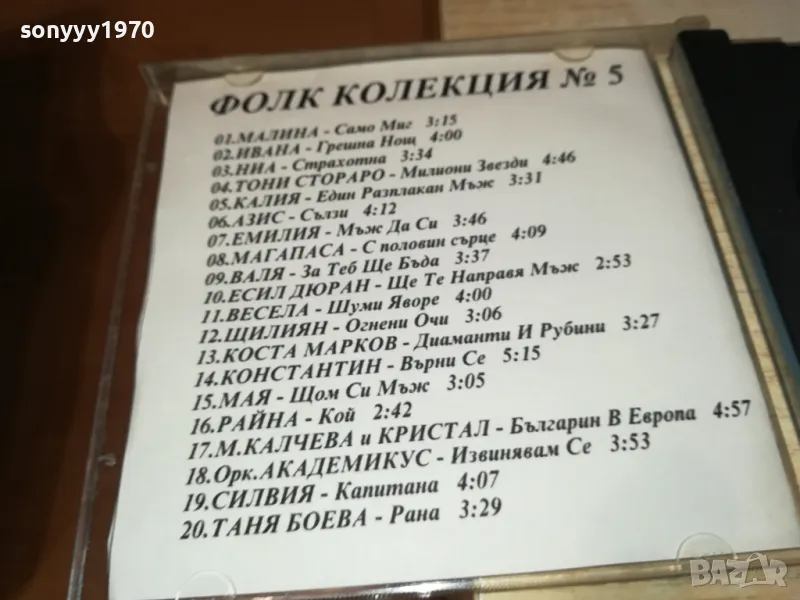 sonyyy1970
ФОЛК КОЛЕКЦИЯ № 5
01.МАЛИНА - Само Миг 3:15
02.ИВАНА - Грешна Нощ 4:00
03.НИА - Страхотна 3:34
04.ТОНИ СТОРАРО - Милиони Звезди 4:46
05.КАЛИЯ - Един Разплакан Мъж 3:31
06.АЗИС - Сълзи 4:12
07.ЕМИЛИЯ - Мъж Да Си 3:46
08.МАГАПАСА - С половин сърце 4:09
09.ВАЛЯ - За Теб Ще Бъда 3:37
10.ЕСИЛ ДЮРАН - Ще Те Направя Мъж 2:53
11.ВЕСЕЛА - Шуми Яворе 4:00
12.ЩИЛИЯН - Огнени Очи 3:06
13.КОСТА МАРКОВ - Диаманти И Рубини 3:27
14.КОНСТАНТИН - Върни Се 5:15
15.МАЯ - Щом Си Мъж 3:05
16.РАЙНА - Кой 2:42
17.М.КАЛЧЕВА и КРИСТАЛ - Българин В Европа 4:57
18.Орк.АКАДЕМИКУС - Извинявам Се 3:53
19.СИЛВИЯ - Капитана 4:07
20.ТАНЯ БОЕВА - Рана 3:29
BAZAR